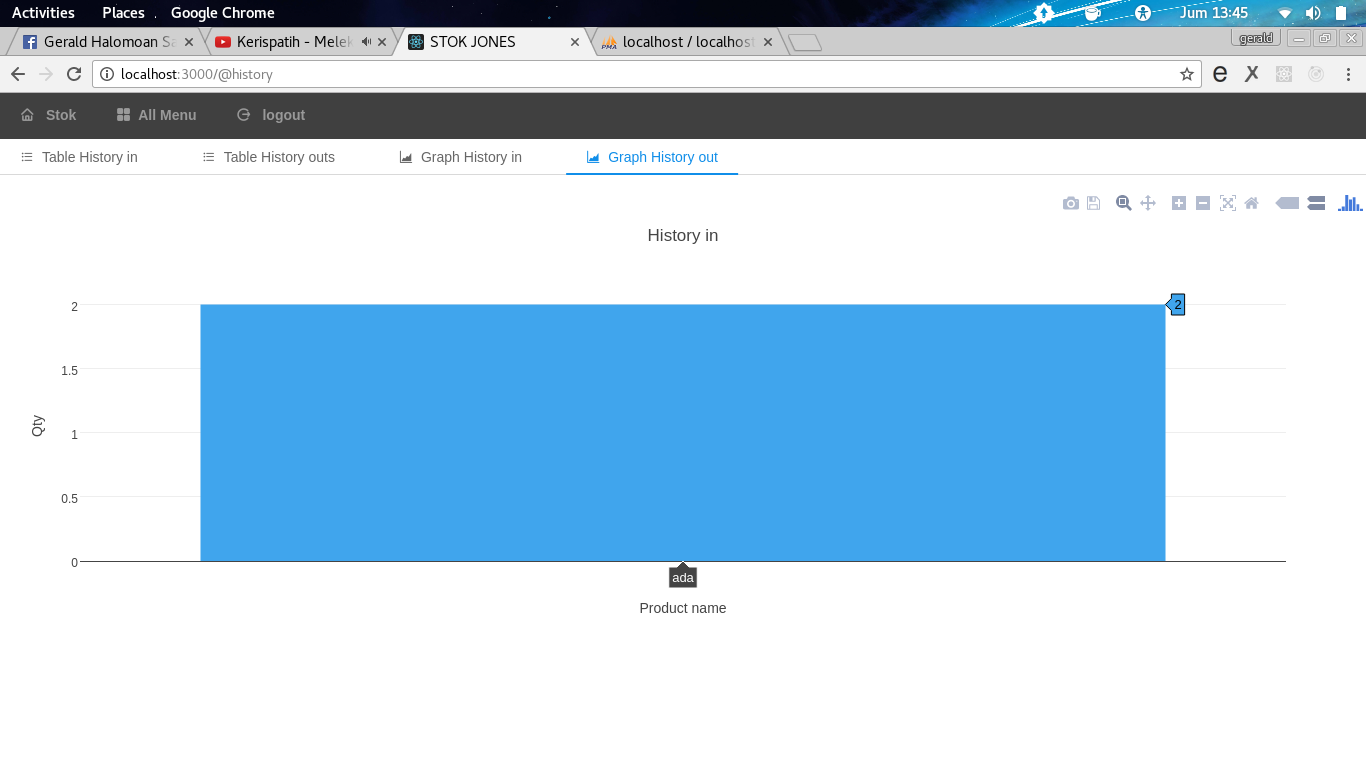 Activities Places Google Chrome Jum 13:45
Gerald Halomoan Sa Kerispatih - Melek STOK JONES PMA localhost / localhost gerald
localhost:3000/@history e X
Stok All Menu logout
Table History in Table History outs Graph History in Graph History out
History in
2
2
1.5
1
0.5
0
Qty
ada
Product name